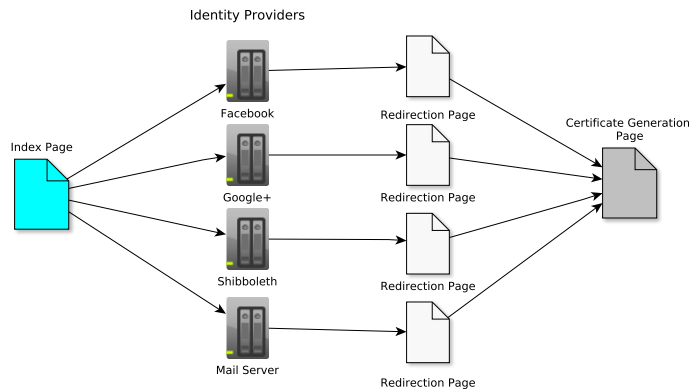 Identity Providers
Facebook
Redirection Page
Certificate Generation
Page
Index Page
Google+
Redirection Page
Shibboleth
Redirection Page
Mail Server
Redirection Page